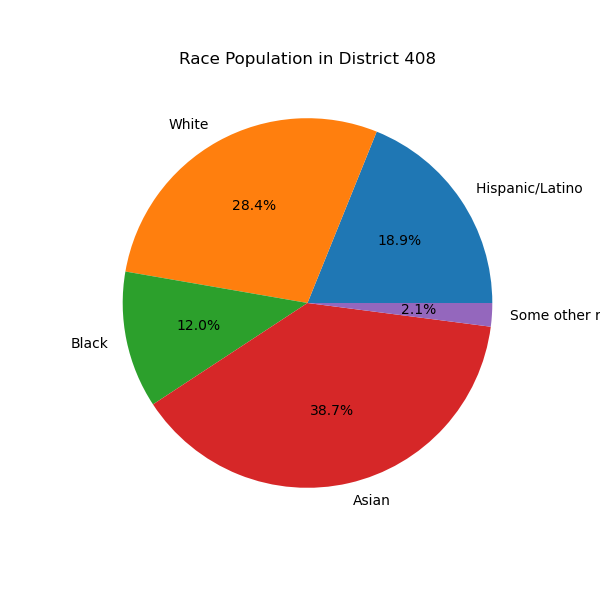 Race Population in District 408
White
Hispanic/Latino
28.4%
18.9%
2.1%
Some other
12.0%
Black
38.7%
Asian